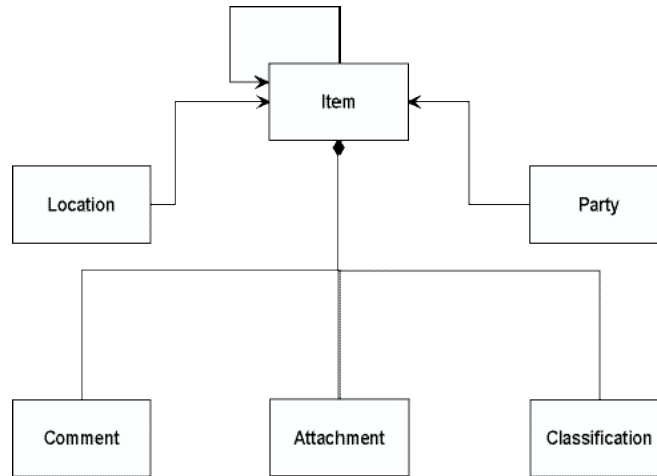 Item
Location
Party
Comment
Attachment
Classification